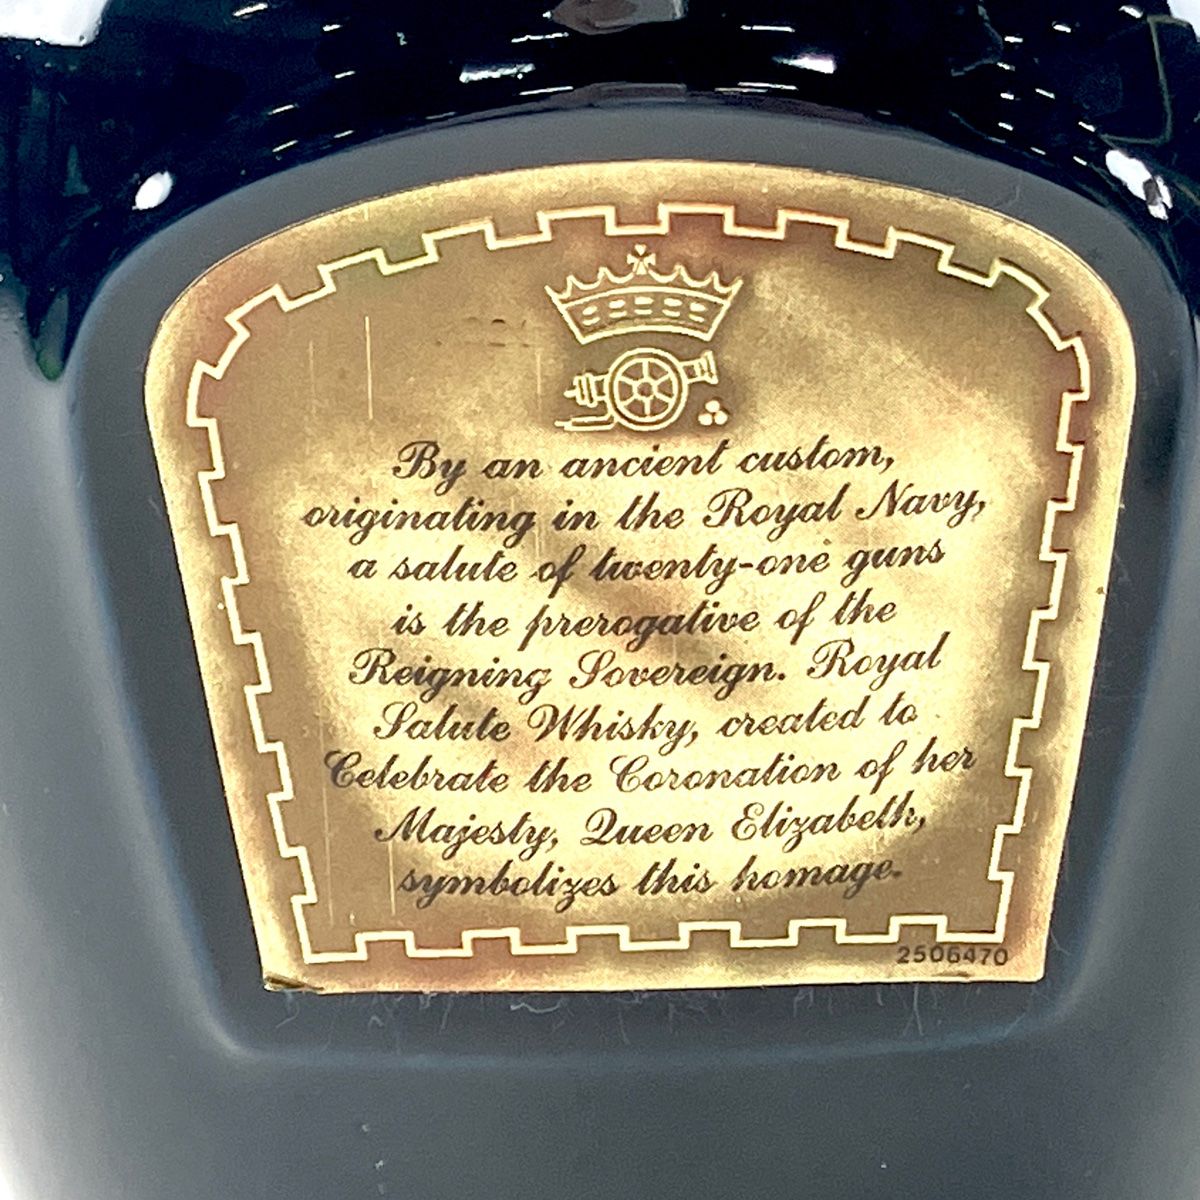 By an ancient custom,
originating in the Royal Navy,
a salute of twenty-one guns
is the prerogative of the
Reigning Sovereign. Royal
Salute Whisky, created to
Celebrate the Coronation of her
Majesty, Queen Elizabeth,
symbolizes this homage.
2506470